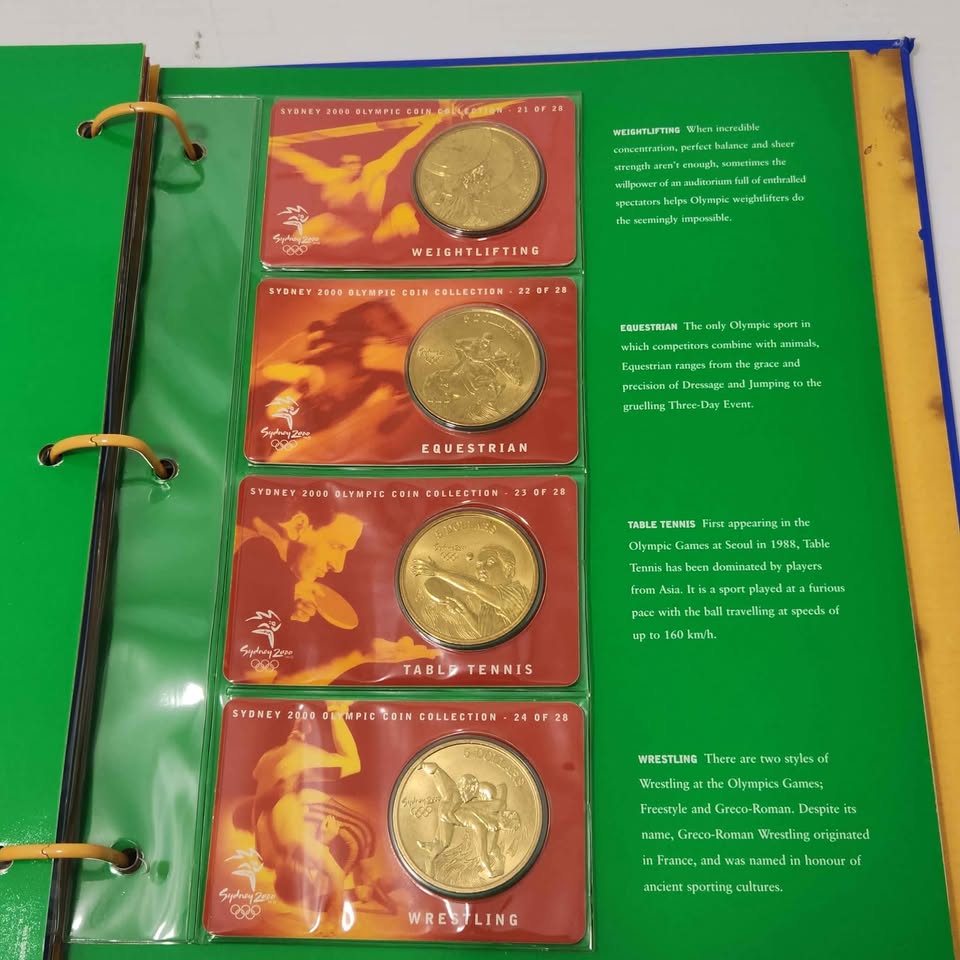 SYDNEY 2000 OLYMPIC COIN COLLECTION - 21 OF 28
Sydney 2000
WEIGHTLIFTING
WEIGHTLIFTING When incredible
concentration, perfect balance and sheer
strength aren't enough, sometimes the
willpower of an auditorium full of enthralled
spectators helps Olympic weightlifters do
the seemingly impossible.
SYDNEY 2000 OLYMPIC COIN COLLECTION - 22 OF 28
5 DOLLARS
Sydney 2000
EQUESTRIAN
EQUESTRIAN The only Olympic sport in
which competitors combine with animals,
Equestrian ranges from the grace and
precision of Dressage and Jumping to the
gruelling Three-Day Event.
SYDNEY 2000 OLYMPIC COIN COLLECTION - 23 OF 28
5 DOLLARS
Sydney 2000
Sydney 2000
TABLE TENNIS
TABLE TENNIS First appearing in the
Olympic Games at Seoul in 1988, Table
Tennis has been dominated by players
from Asia. It is a sport played at a furious
pace with the ball travelling at speeds of
up to 160 km/h.
SYDNEY 2000 OLYMPIC COIN COLLECTION - 24 OF 28
5 DOLLARS
Sydney 2000
Sydney 2000
WRESTLING
WRESTLING There are two styles of
Wrestling at the Olympics Games;
Freestyle and Greco-Roman. Despite its
name, Greco-Roman Wrestling originated
in France, and was named in honour of
ancient sporting cultures.